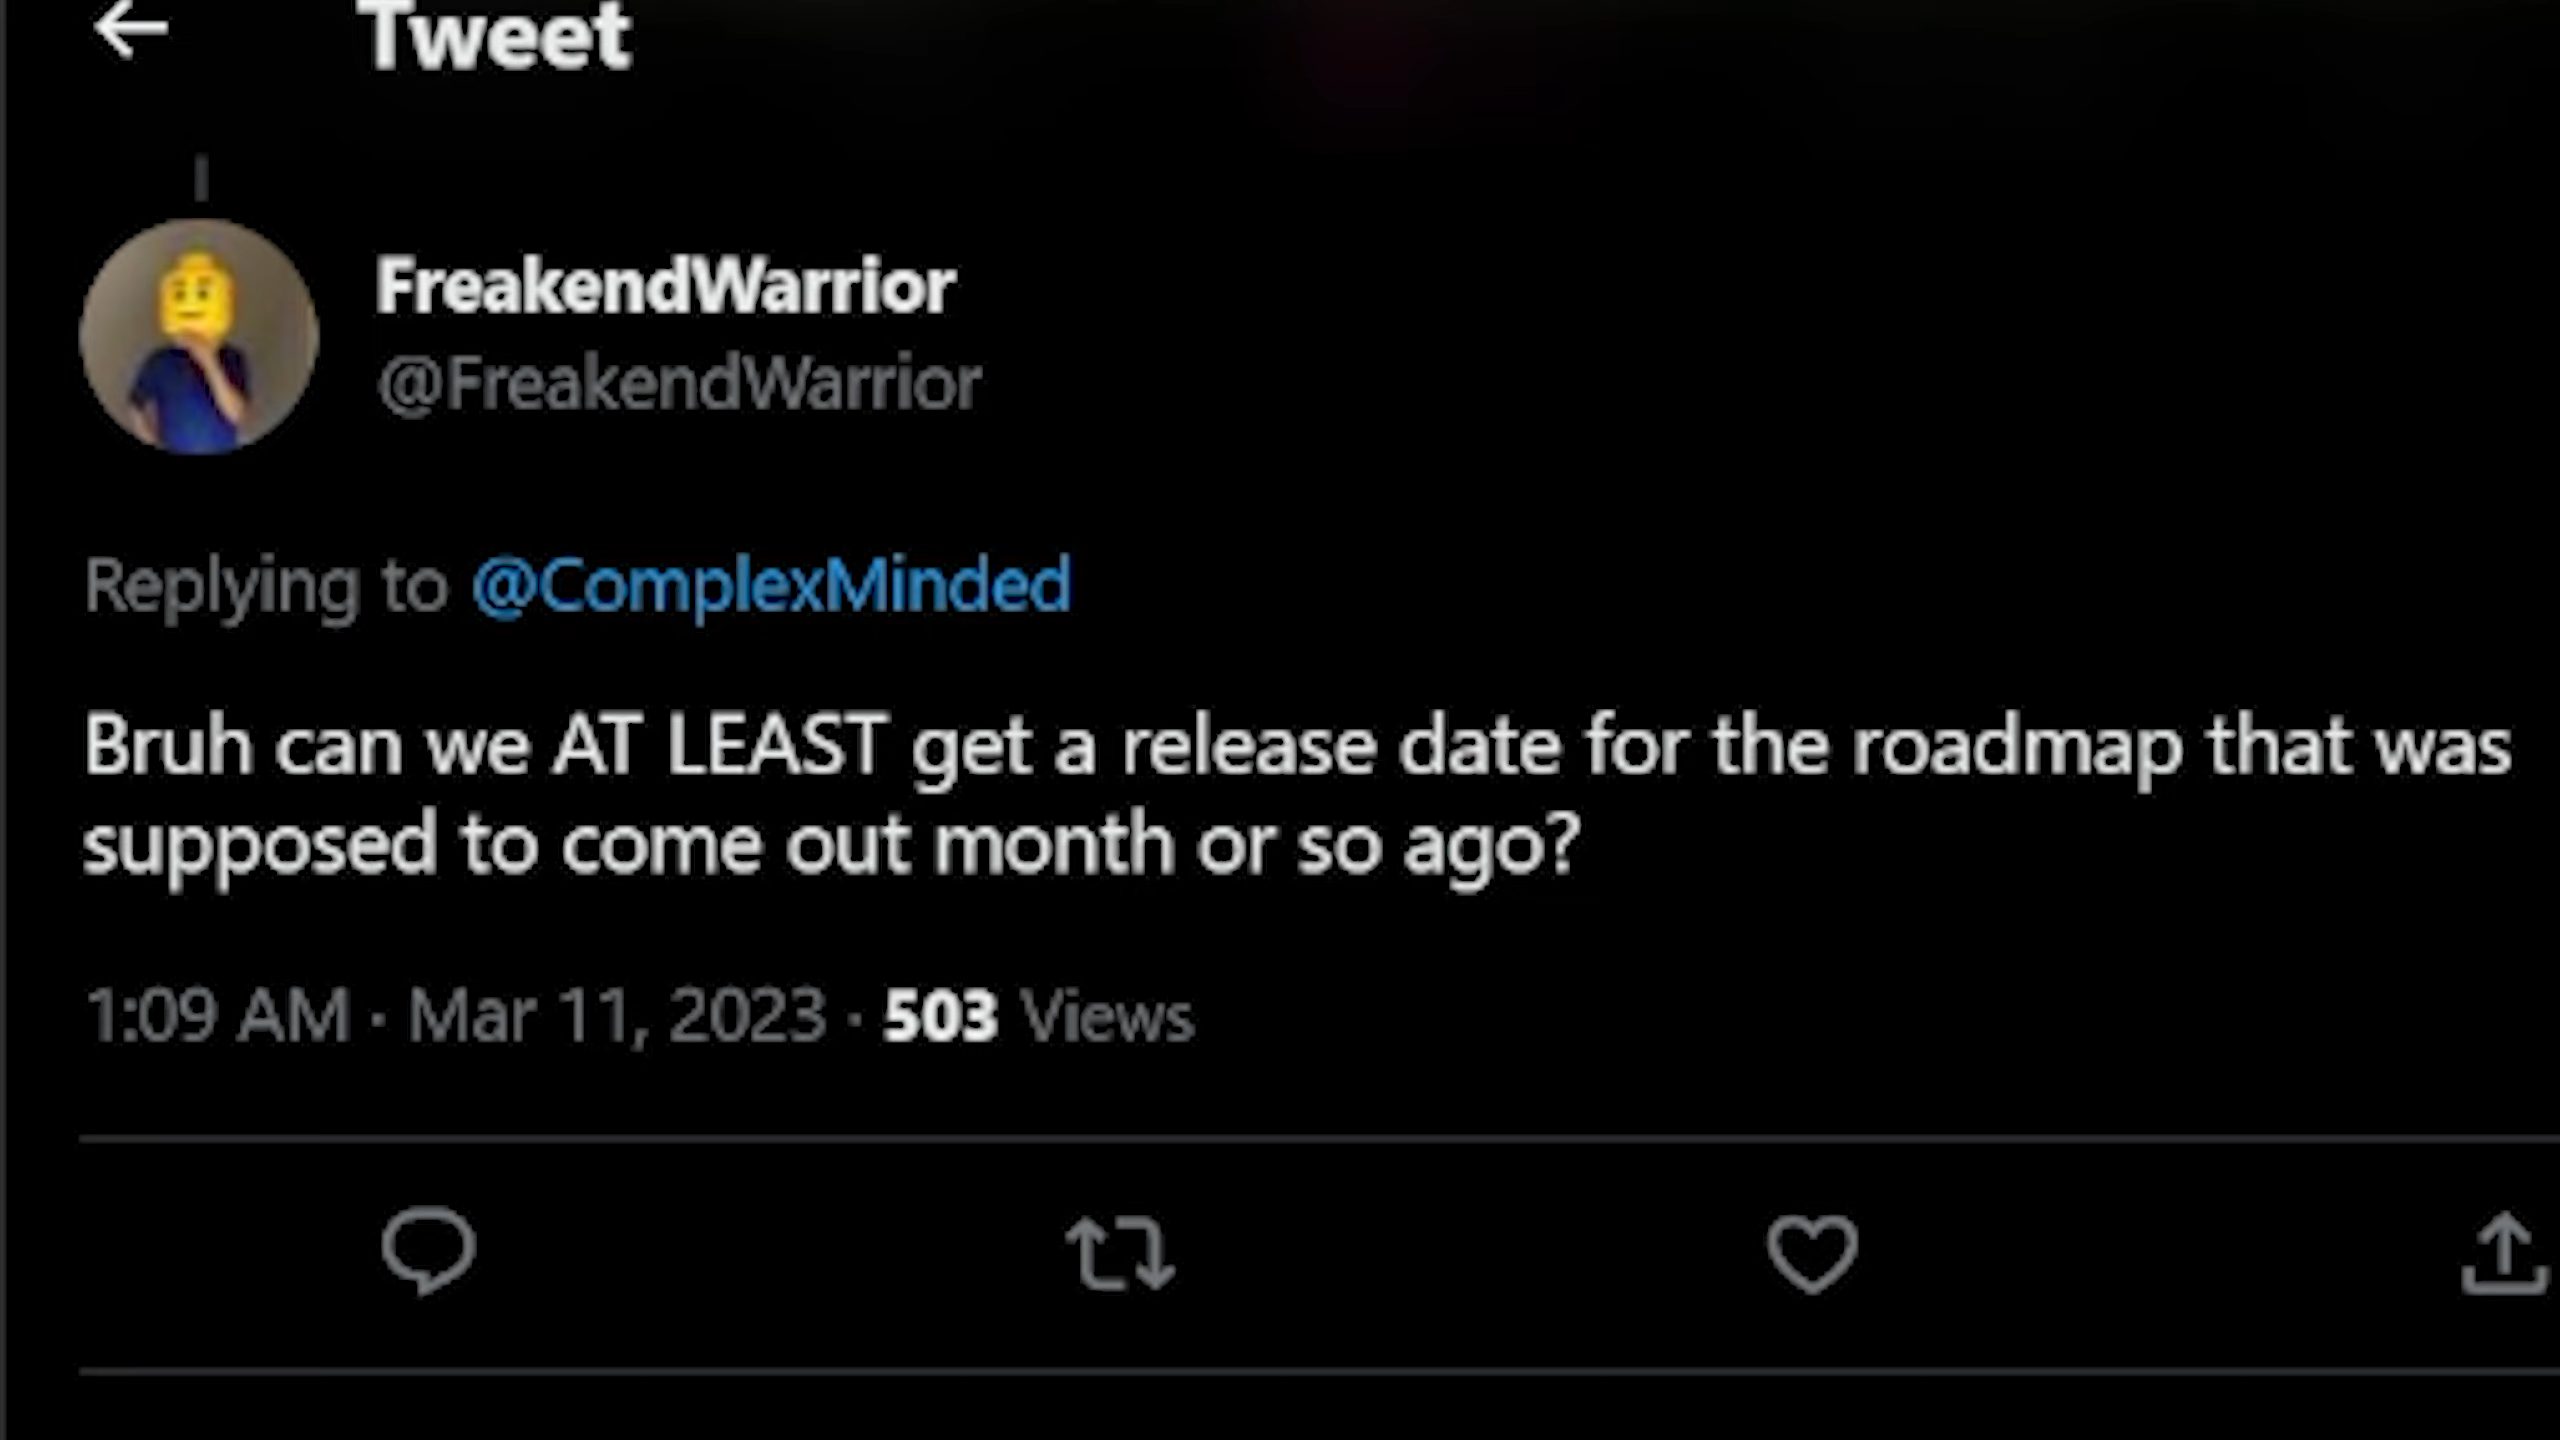 Tweet
FreakendWarrior
@FreakendWarrior
Replying to @ComplexMinded
Bruh can we AT LEAST get a release date for the roadmap that was
supposed to come out month or so ago?
1:09 AM · Mar 11, 2023 · 503 Views